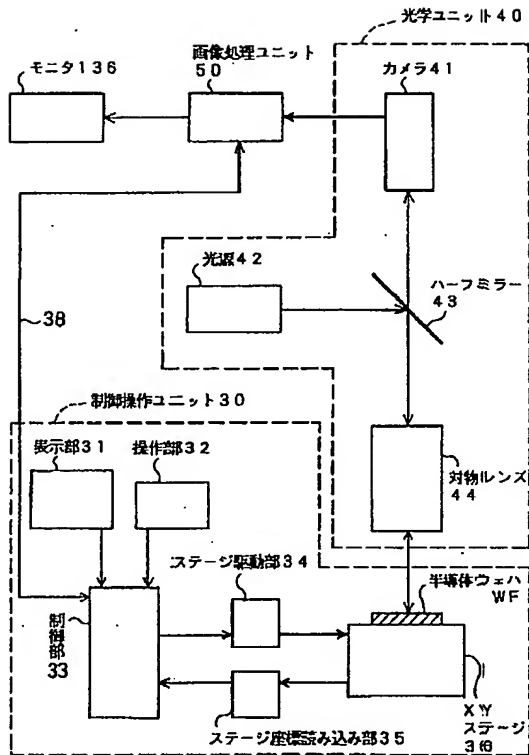 光学ユニット40
モニタ136
画像処理ユニット
50
カメラ41
光源42
ハーフミラー
43
38
制御操作ユニット30
表示部31
操作部32
対物レンズ
44
ステージ駆動部34
半導体ウェハ
WF
制御部
33
ステージ座標読み込み部35
XY
ステージ
36